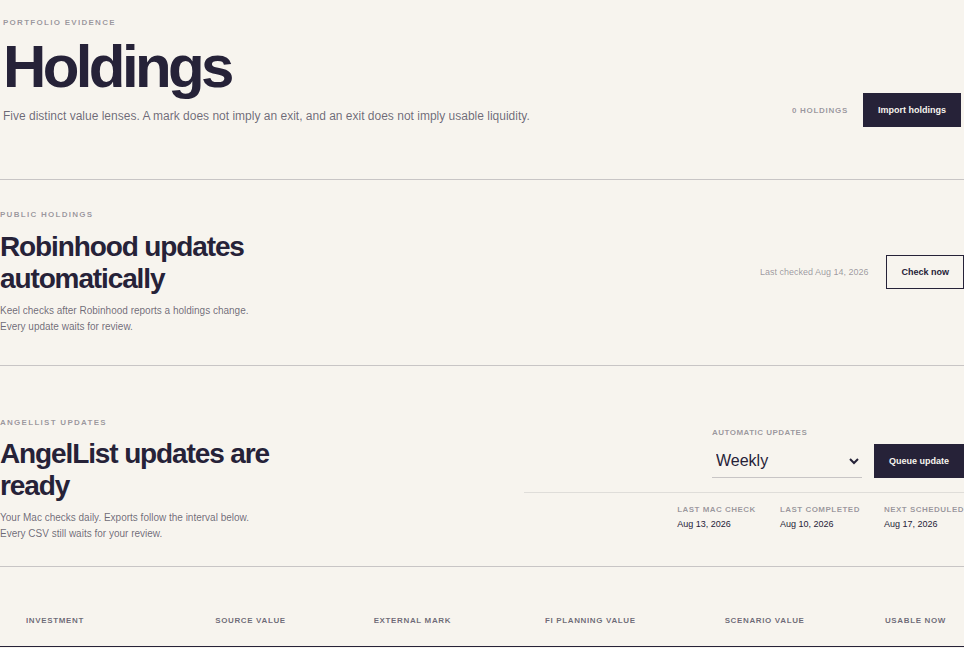 PORTFOLIO EVIDENCE
Holdings
Five distinct value lenses. A mark does not imply an exit, and an exit does not imply usable liquidity.
0 HOLDINGS
Import holdings
PUBLIC HOLDINGS
Robinhood updates
automatically
Keel checks after Robinhood reports a holdings change.
Every update waits for review.
Last checked Aug 14, 2026
Check now
ANGELLIST UPDATES
AngelList updates are
ready
Your Mac checks daily. Exports follow the interval below.
Every CSV still waits for your review.
AUTOMATIC UPDATES
Weekly
Queue update
LAST MAC CHECK
Aug 13, 2026
LAST COMPLETED
Aug 10, 2026
NEXT SCHEDULED
Aug 17, 2026
INVESTMENT
SOURCE VALUE
EXTERNAL MARK
FI PLANNING VALUE
SCENARIO VALUE
USABLE NOW